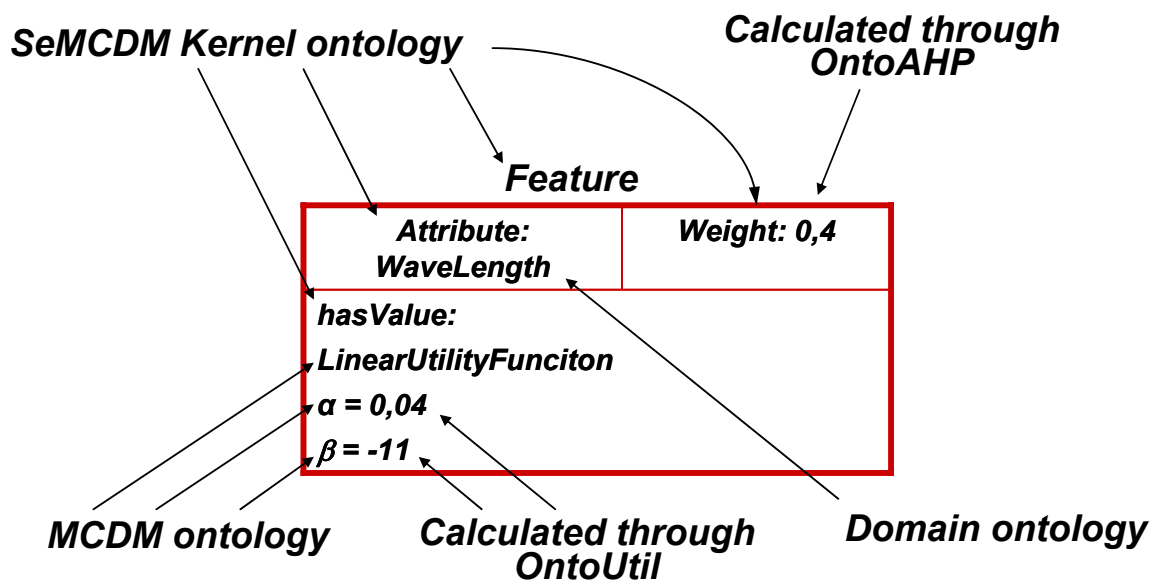 SeMCDM Kernel ontology
Calculated through
OntoAHP
Feature
Attribute:
WaveLength
Weight: 0,4
hasValue:
LinearUtilityFunciton
α = 0,04
β = -11
MCDM ontology
Calculated through
OntoUtil
Domain ontology